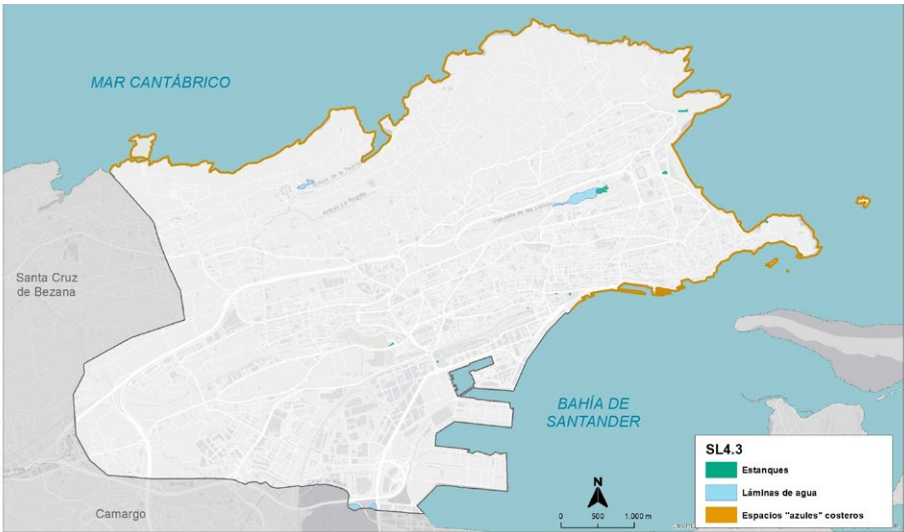 MAR CANTÁBRICO
Santa Cruz
de Bezana
BAHÍA DE
SANTANDER
Camargo
N
0 500 1.000 m
SL4.3
Estanques
Láminas de agua
Espacios "azules" costeros